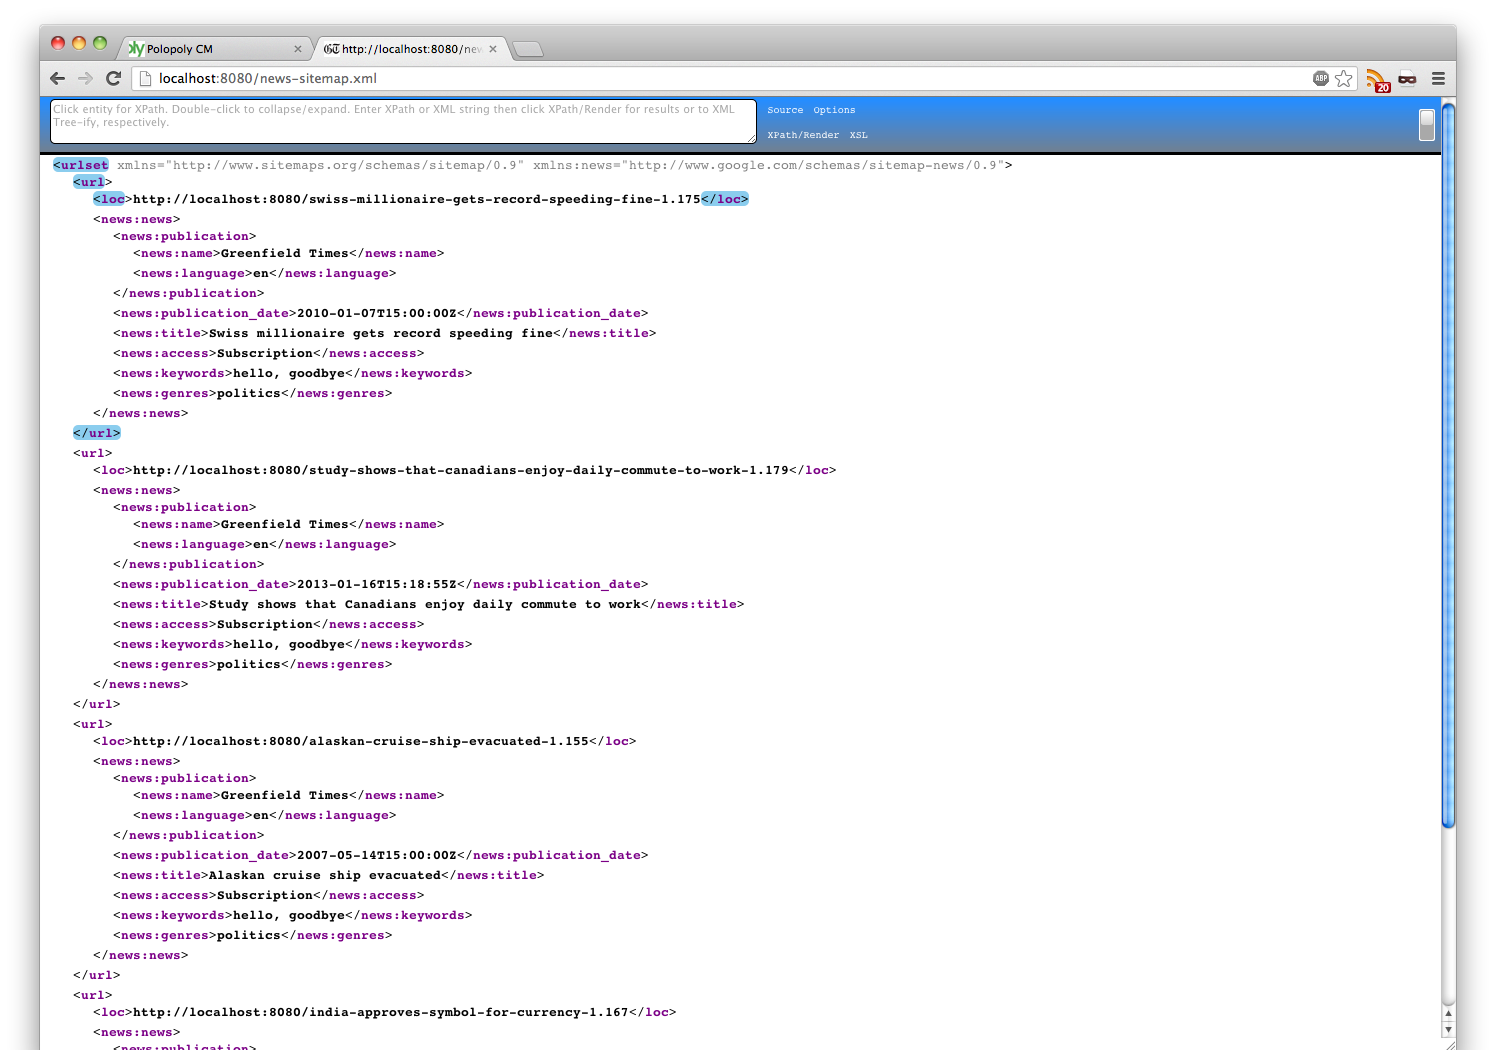 Polopoly CM
http://localhost:8080/new
localhost:8080/news-sitemap.xml
ABP
20
Click entity for XPath. Double-click to collapse/expand. Enter XPath or XML string then click XPath/Render for results or to XML
Tree-ify, respectively.
Source Options
XPath/Render XSL
<urlset xmlns="http://www.sitemaps.org/schemas/sitemap/0.9" xmlns:news="http://www.google.com/schemas/sitemap-news/0.9">
<url>
<loc>http://localhost:8080/swiss-millionaire-gets-record-speeding-fine-1.175</loc>
<news:news>
<news:publication>
<news:name>Greenfield Times</news:name>
<news:language>en</news:language>
</news:publication>
<news:publication_date>2010-01-07T15:00:00Z</news:publication_date>
<news:title>Swiss millionaire gets record speeding fine</news:title>
<news:access>Subscription</news:access>
<news:keywords>hello, goodbye</news:keywords>
<news:genres>politics</news:genres>
</news:news>
</url>
<url>
<loc>http://localhost:8080/study-shows-that-canadians-enjoy-daily-commute-to-work-1.179</loc>
<news:news>
<news:publication>
<news:name>Greenfield Times</news:name>
<news:language>en</news:language>
</news:publication>
<news:publication_date>2013-01-16T15:18:55Z</news:publication_date>
<news:title>Study shows that Canadians enjoy daily commute to work</news:title>
<news:access>Subscription</news:access>
<news:keywords>hello, goodbye</news:keywords>
<news:genres>politics</news:genres>
</news:news>
</url>
<url>
<loc>http://localhost:8080/alaskan-cruise-ship-evacuated-1.155</loc>
<news:news>
<news:publication>
<news:name>Greenfield Times</news:name>
<news:language>en</news:language>
</news:publication>
<news:publication_date>2007-05-14T15:00:00Z</news:publication_date>
<news:title>Alaskan cruise ship evacuated</news:title>
<news:access>Subscription</news:access>
<news:keywords>hello, goodbye</news:keywords>
<news:genres>politics</news:genres>
</news:news>
</url>
<url>
<loc>http://localhost:8080/india-approves-symbol-for-currency-1.167</loc>
<news:news>
<news:publication>